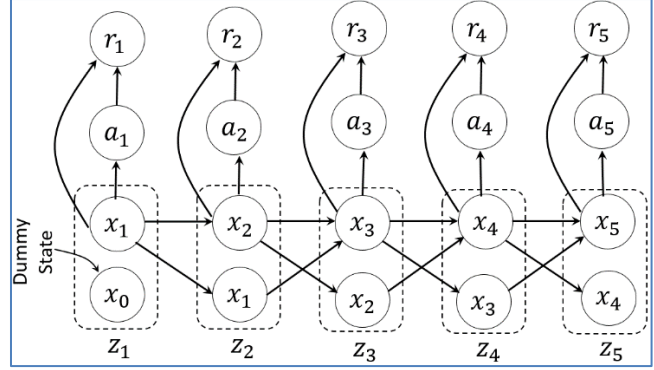 r₁ r₂ r₃ r₄ r₅
a₁ a₂ a₃ a₄ a₅
x₁ x₂ x₃ x₄ x₅
Dummy
State
x₀ x₁ x₂ x₃ x₄
z₁ z₂ z₃ z₄ z₅